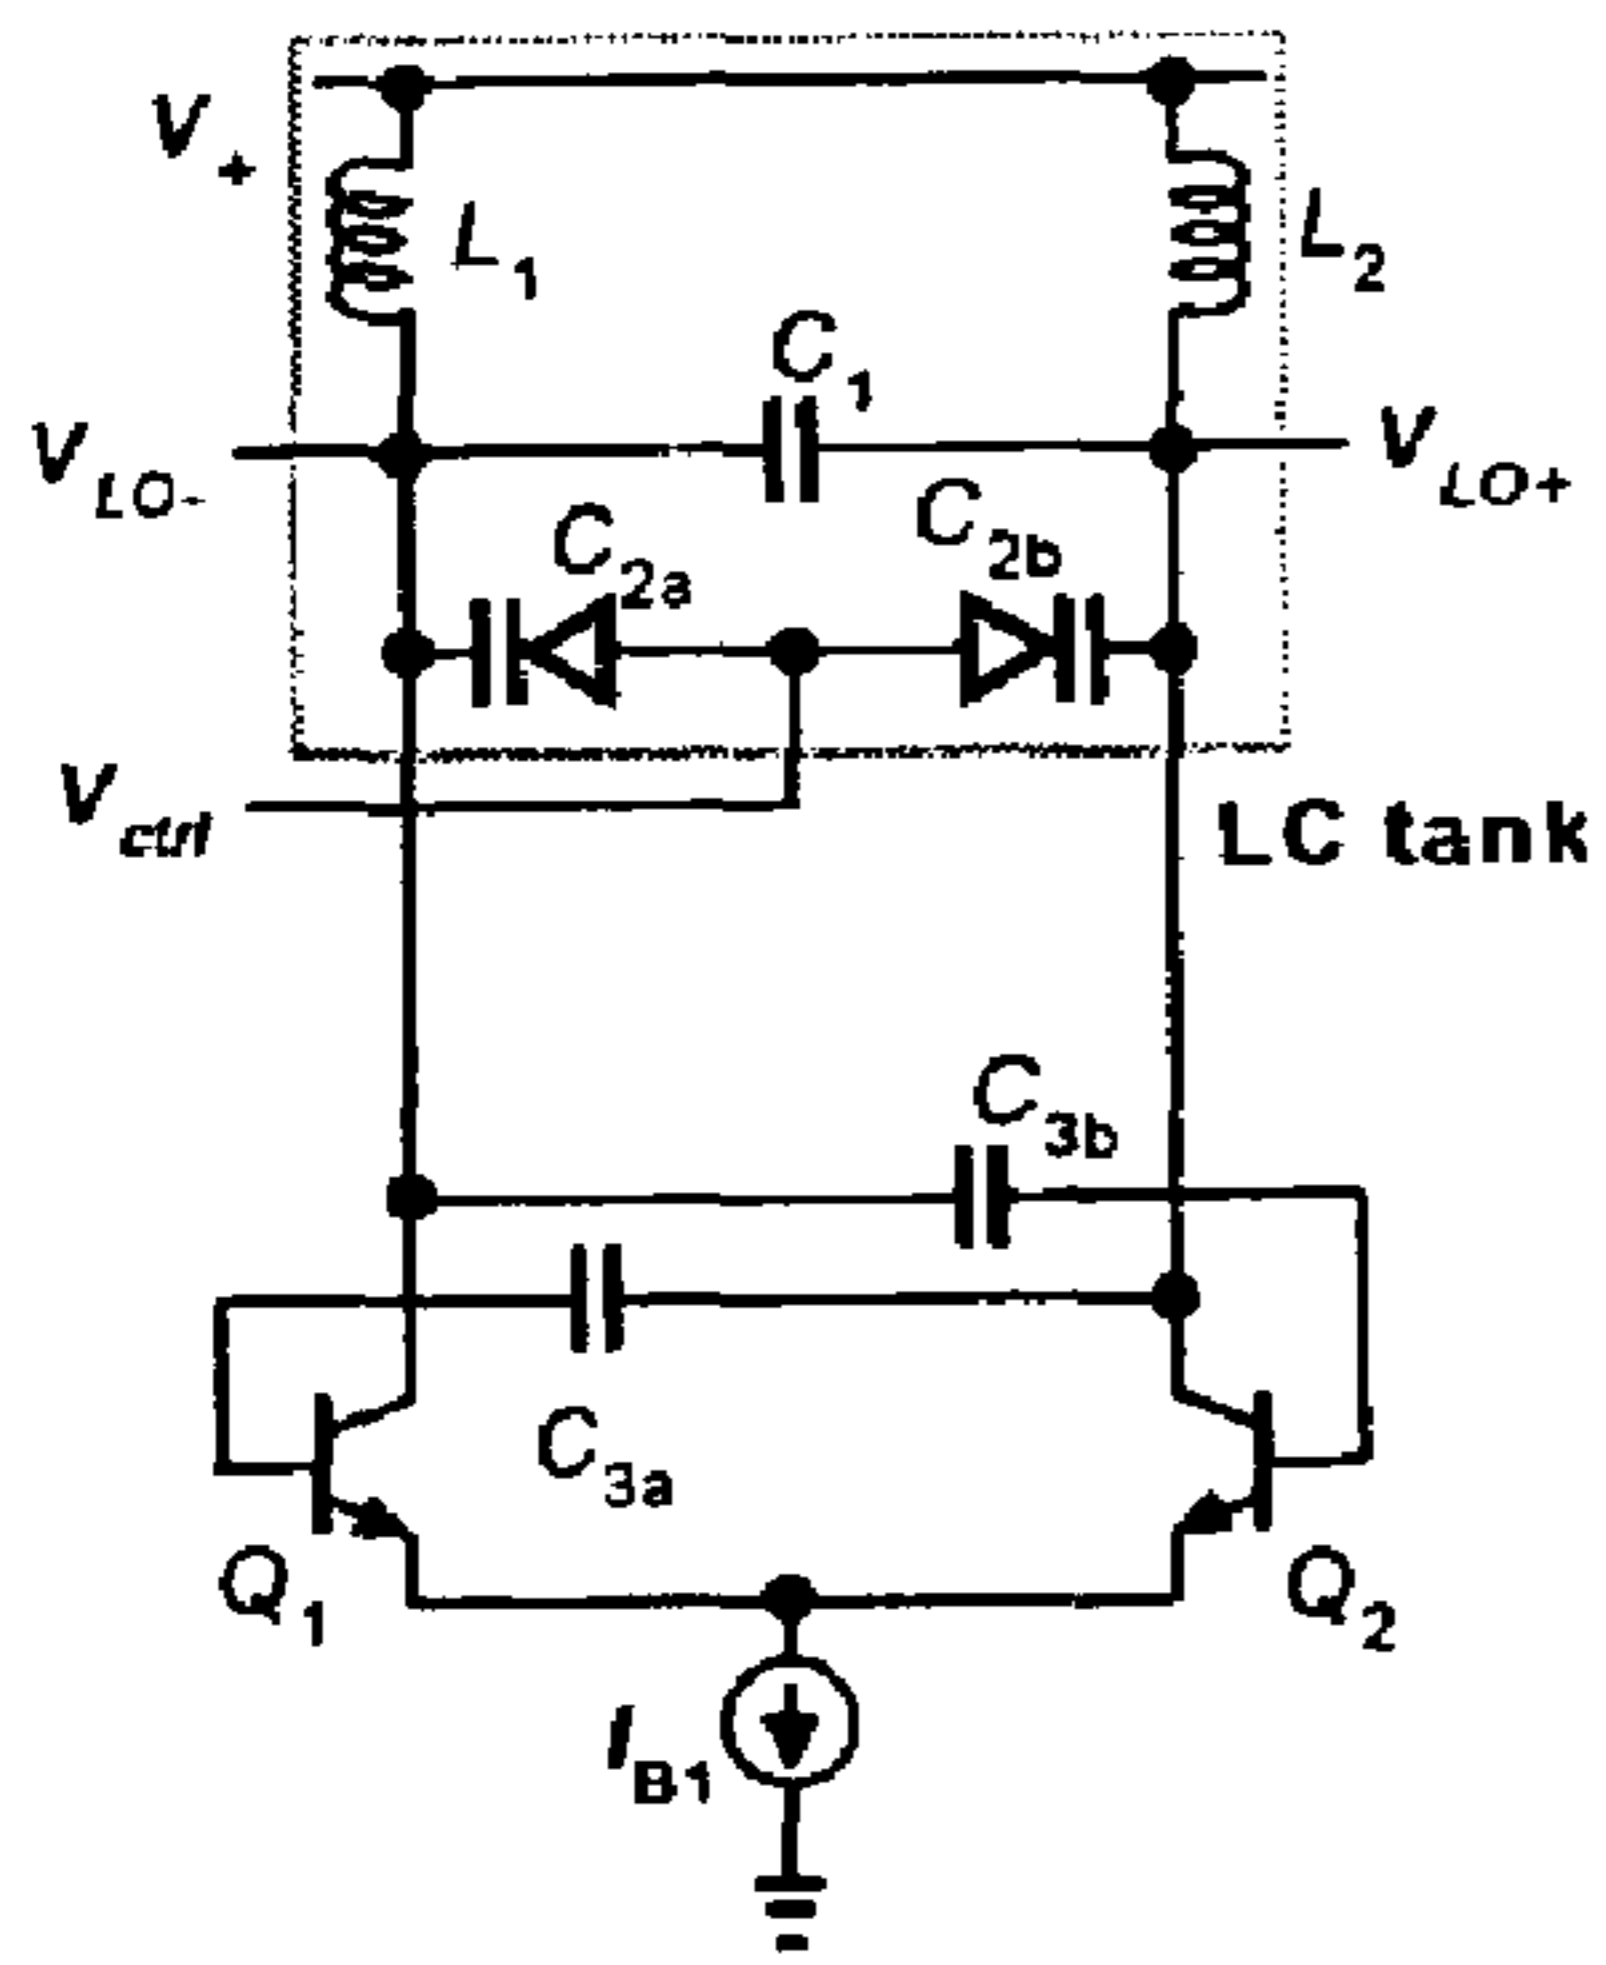 V+
L1
L2
C1
VLO-
VLO+
C2a
C2b
Vctrl
LC tank
C3b
C3a
Q1
Q2
IB1